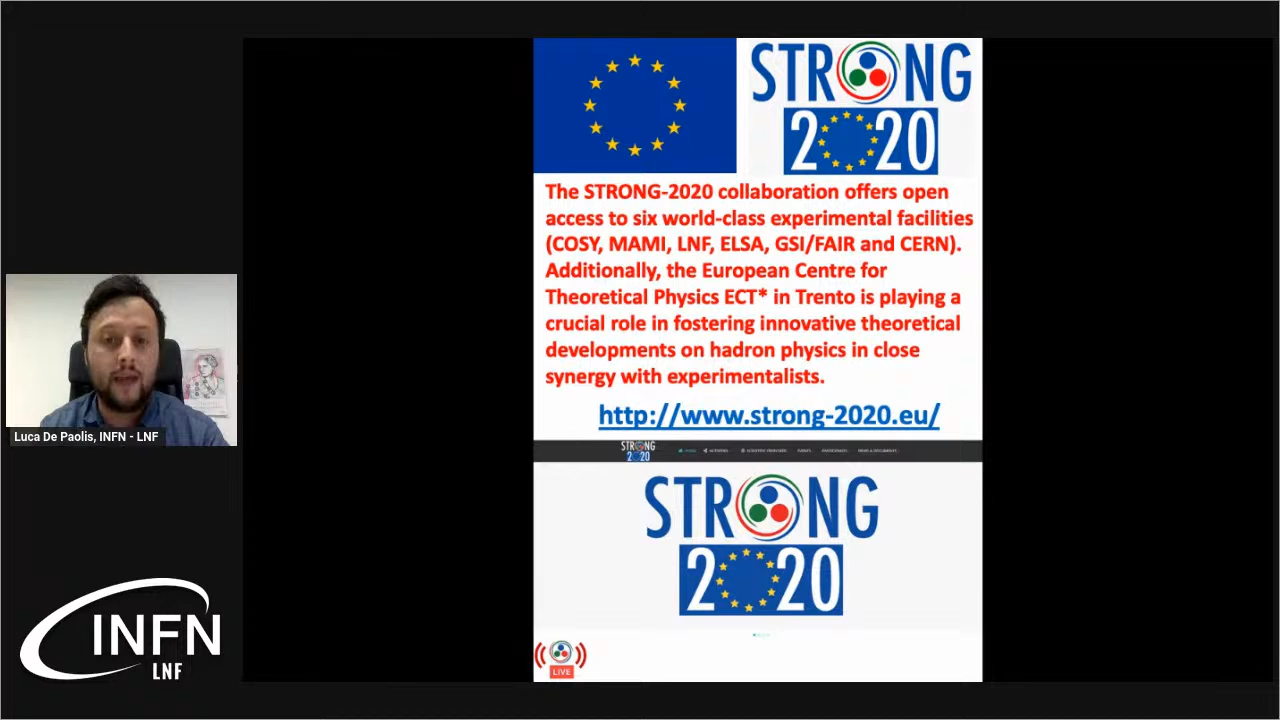 STRONG
2020
The STRONG-2020 collaboration offers open
access to six world-class experimental facilities
(COSY, MAMI, LNF, ELSA, GSI/FAIR and CERN).
Additionally, the European Centre for
Theoretical Physics ECT* in Trento is playing a
crucial role in fostering innovative theoretical
developments on hadron physics in close
synergy with experimentalists.
http://www.strong-2020.eu/
STRONG
2020
STRONG
2020
LIVE
Luca De Paolis, INFN - LNF
INFN
LNF